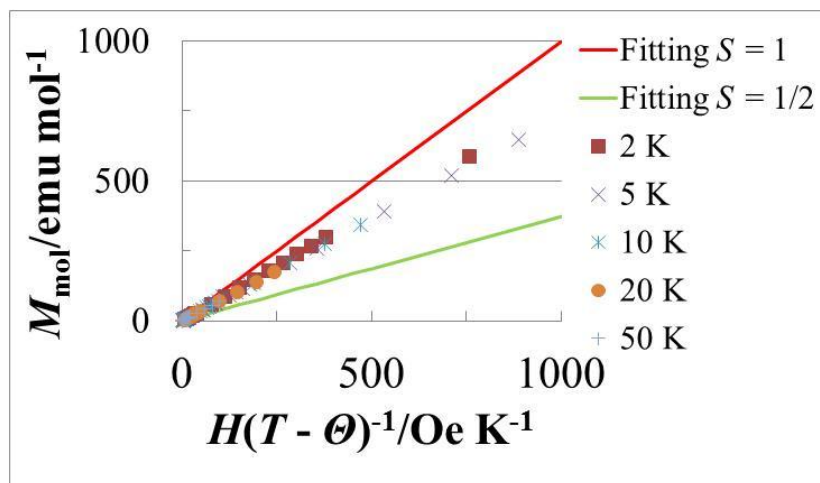 1000
500
0
0
500
1000
M_mol/emu mol⁻¹
H(T - Θ)⁻¹/Oe K⁻¹
Fitting S = 1
Fitting S = 1/2
2 K
5 K
10 K
20 K
50 K